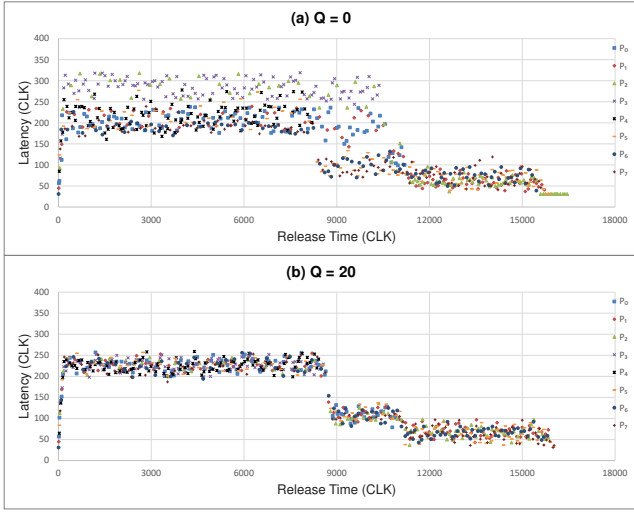 (a) Q = 0
400
350
300
250
200
150
100
50
0
Latency (CLK)
0 3000 6000 9000 12000 15000 18000
Release Time (CLK)
P0
P1
P2
P3
P4
P5
P6
P7
(b) Q = 20
400
350
300
250
200
150
100
50
0
Latency (CLK)
0 3000 6000 9000 12000 15000 18000
Release Time (CLK)
P0
P1
P2
P3
P4
P5
P6
P7